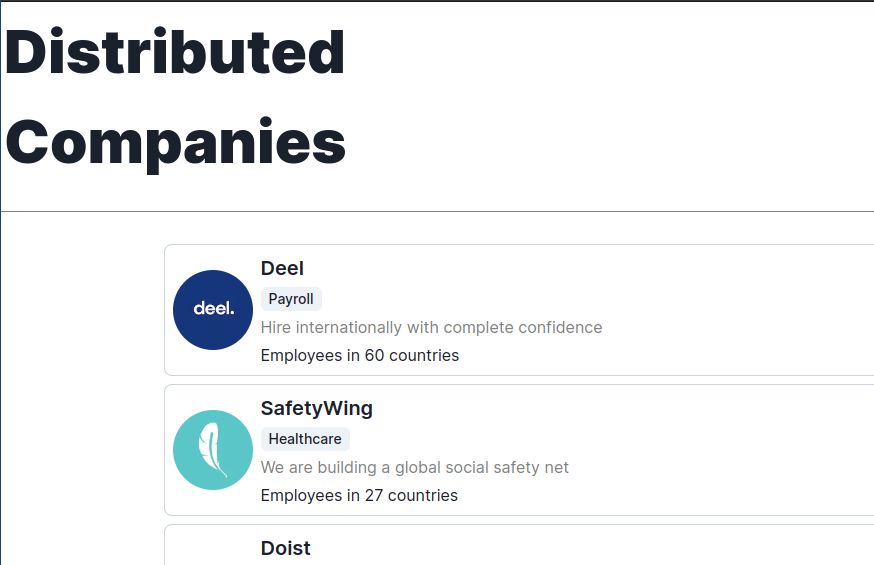 Distributed
Companies
deel.
Deel
Payroll
Hire internationally with complete confidence
Employees in 60 countries
SafetyWing
Healthcare
We are building a global social safety net
Employees in 27 countries
Doist